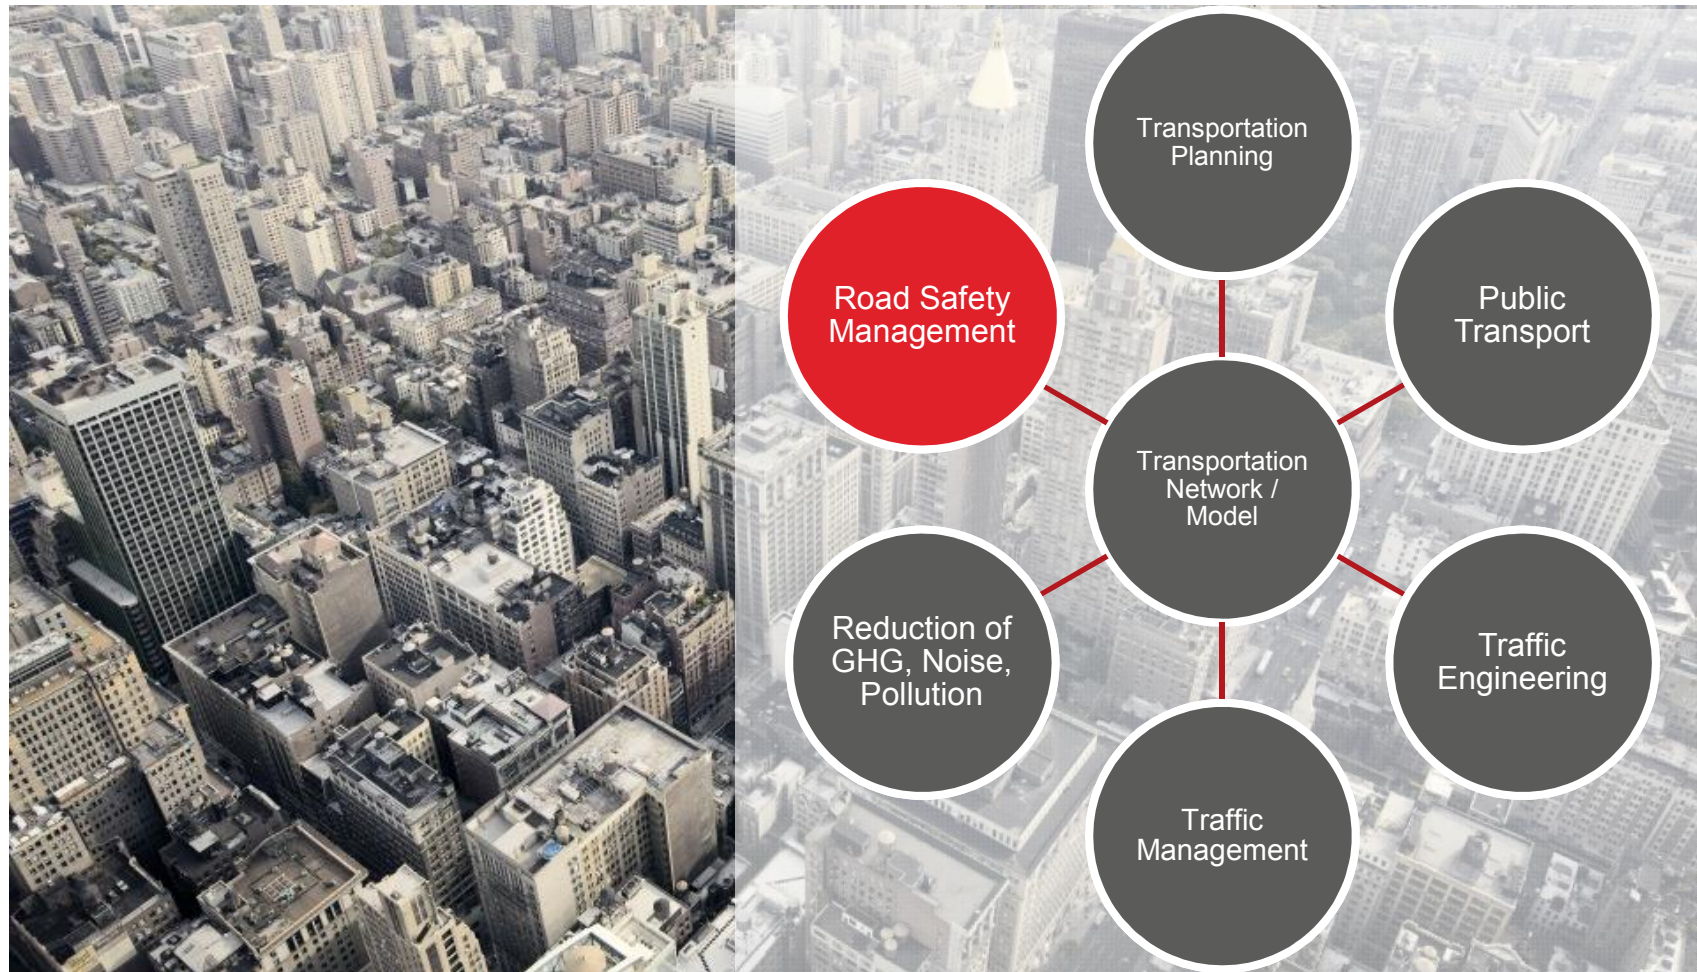 Transportation
Planning
Road Safety
Management
Public
Transport
Transportation
Network /
Model
Reduction of
GHG, Noise,
Pollution
Traffic
Engineering
Traffic
Management